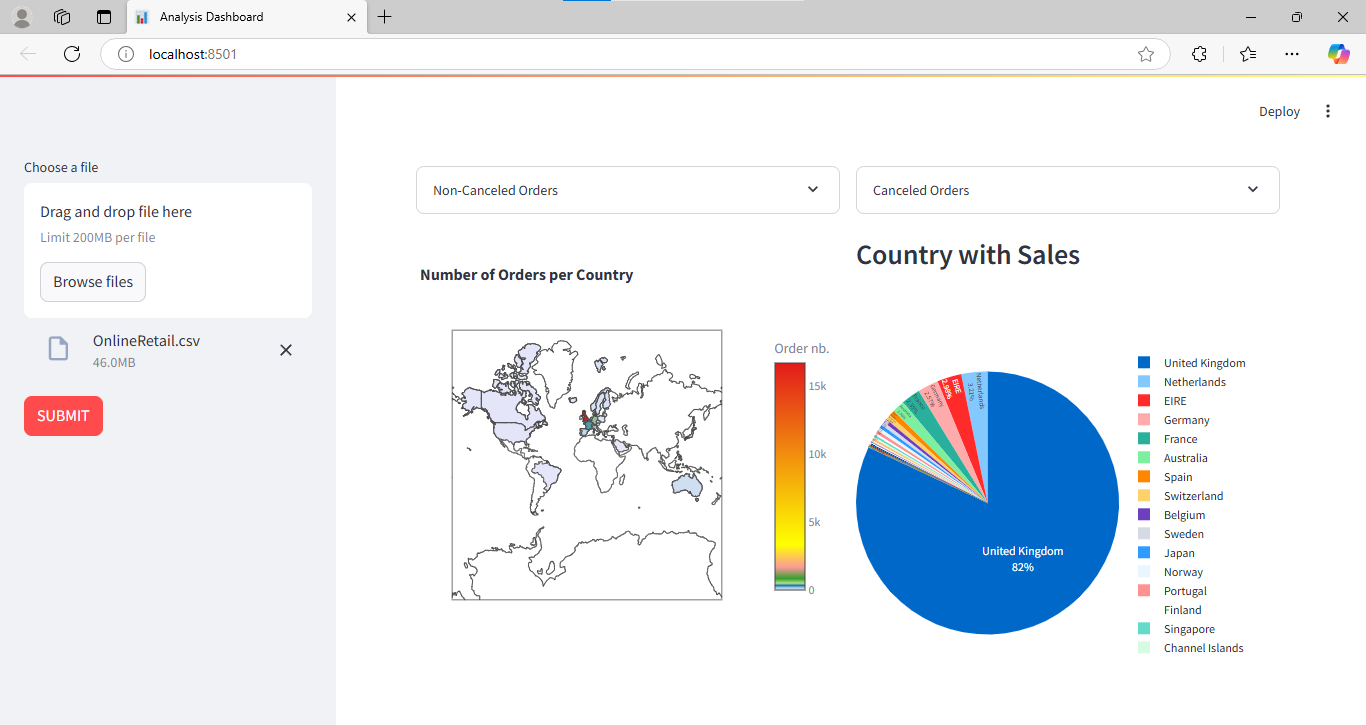 Analysis Dashboard
localhost:8501
Deploy
Choose a file
Drag and drop file here
Limit 200MB per file
Browse files
OnlineRetail.csv
46.0MB
SUBMIT
Non-Canceled Orders
Canceled Orders
Number of Orders per Country
Order nb.
15k
10k
5k
0
Country with Sales
Netherlands
3.21%
EIRE
2.96%
Germany
2.57%
United Kingdom
82%
United Kingdom
Netherlands
EIRE
Germany
France
Australia
Spain
Switzerland
Belgium
Sweden
Japan
Norway
Portugal
Finland
Singapore
Channel Islands